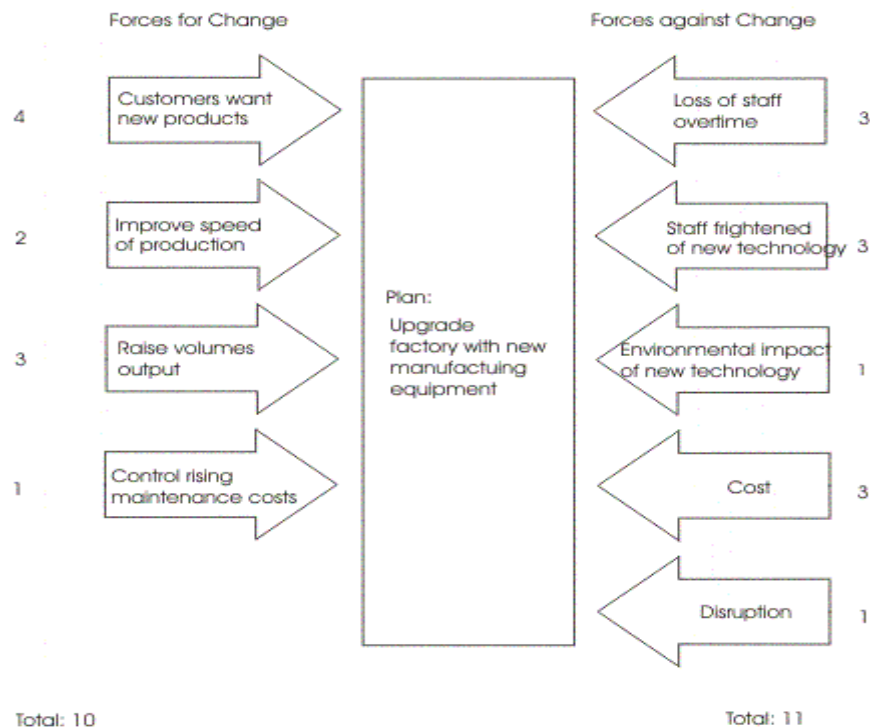 Forces for Change
Forces against Change
4
Customers want
new products
2
Improve speed
of production
3
Raise volumes
output
1
Control rising
maintenance costs
Plan:
Upgrade
factory with new
manufactuing
equipment
Loss of staff
overtime
3
Staff frightened
of new technology
3
Environmental impact
of new technology
1
Cost
3
Disruption
1
Total: 10
Total: 11